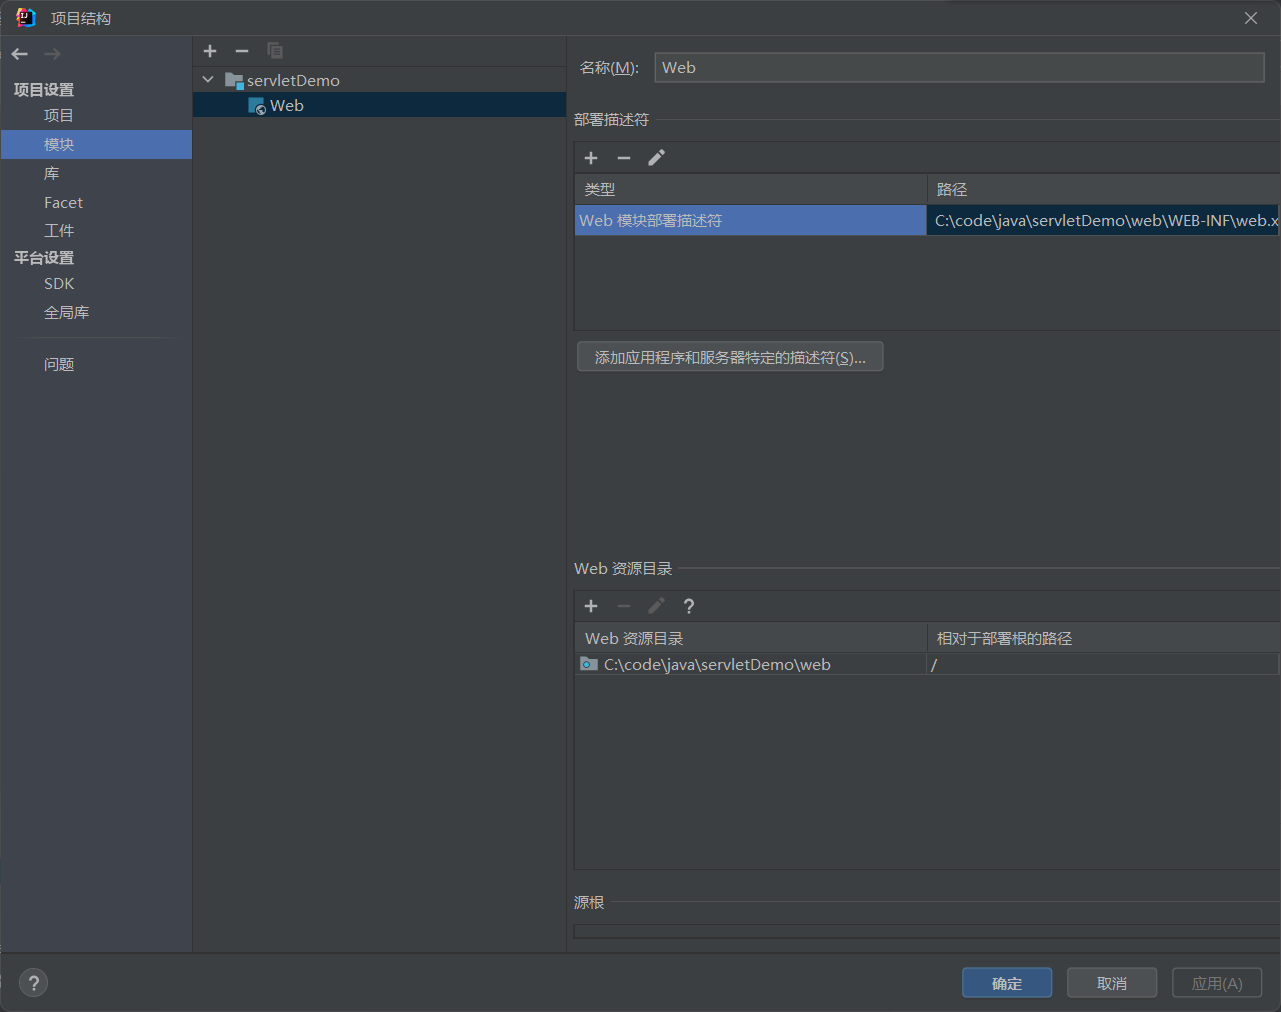 项目结构
项目设置
项目
模块
库
Facet
工件
平台设置
SDK
全局库
问题
servletDemo
Web
名称(M): Web
部署描述符
类型 路径
Web 模块部署描述符 C:\code\java\servletDemo\web\WEB-INF\web.x
添加应用程序和服务器特定的描述符(S)...
Web 资源目录
?
Web 资源目录 相对于部署根的路径
C:\code\java\servletDemo\web /
源根
? 确定 取消 应用(A)